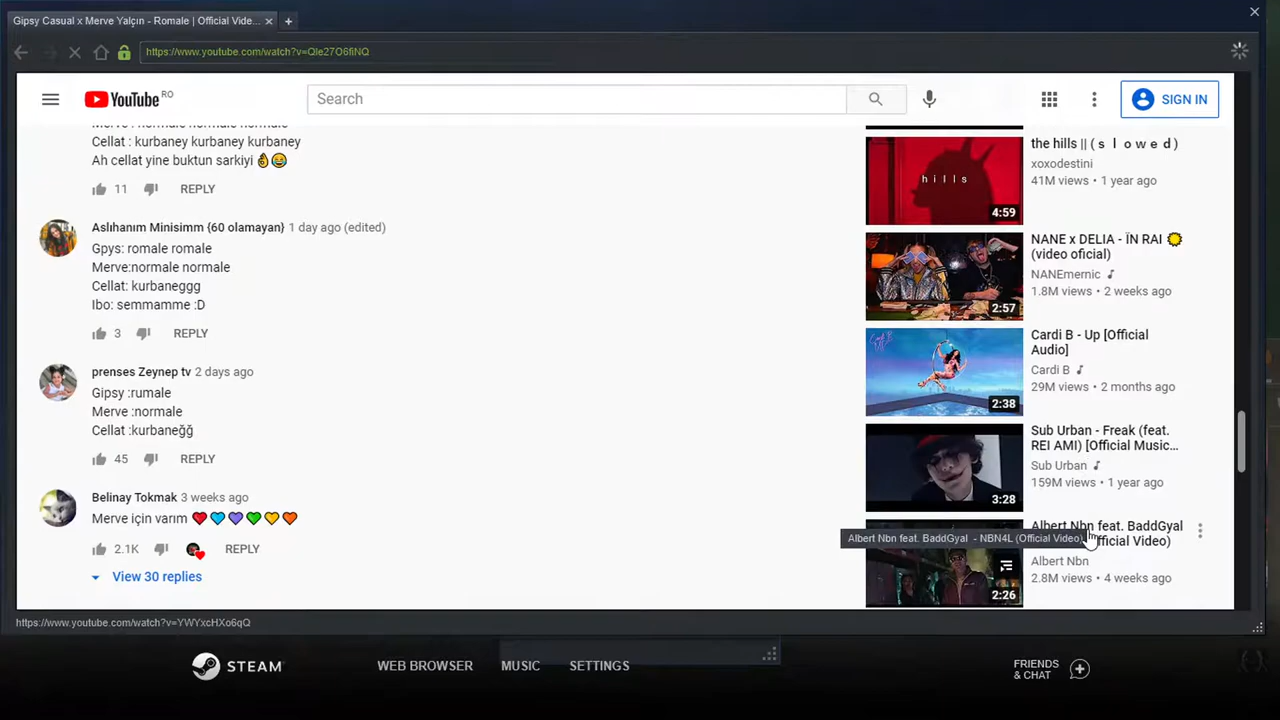 Gipsy Casual x Merve Yalçın - Romale | Official Vide...
https://www.youtube.com/watch?v=Qle27O6fiNQ
YouTube RO
Search
SIGN IN
Merve : normale normale normale
Cellat : kurbaney kurbaney kurbaney
Ah cellat yine buktun sarkiyi👌😂
11 REPLY
Aslıhanım Minisimm {60 olamayan} 1 day ago (edited)
Gpys: romale romale
Merve:normale normale
Cellat: kurbaneggg
Ibo: semmamme :D
3 REPLY
prenses Zeynep tv 2 days ago
Gipsy :rumale
Merve :normale
Cellat :kurbaneğğ
45 REPLY
Belinay Tokmak 3 weeks ago
Merve için varım ❤️💙💜💚💛🧡
2.1K REPLY
View 30 replies
hills
4:59
the hills || ( s l o w e d )
xoxodestini
41M views • 1 year ago
2:57
NANE x DELIA - ÏN RAI
(video oficial)
NANEmernic
1.8M views • 2 weeks ago
Cardi B
2:38
Cardi B - Up [Official
Audio]
Cardi B
29M views • 2 months ago
3:28
Sub Urban - Freak (feat.
REI AMI) [Official Music...
Sub Urban
159M views • 1 year ago
2:26
Albert Nbn feat. BaddGyal
Official Video)
Albert Nbn
2.8M views • 4 weeks ago
Albert Nbn feat. BaddGyal - NBN4L (Official Video)
https://www.youtube.com/watch?v=YWYxcHXo6qQ
STEAM
WEB BROWSER
MUSIC
SETTINGS
FRIENDS
& CHAT